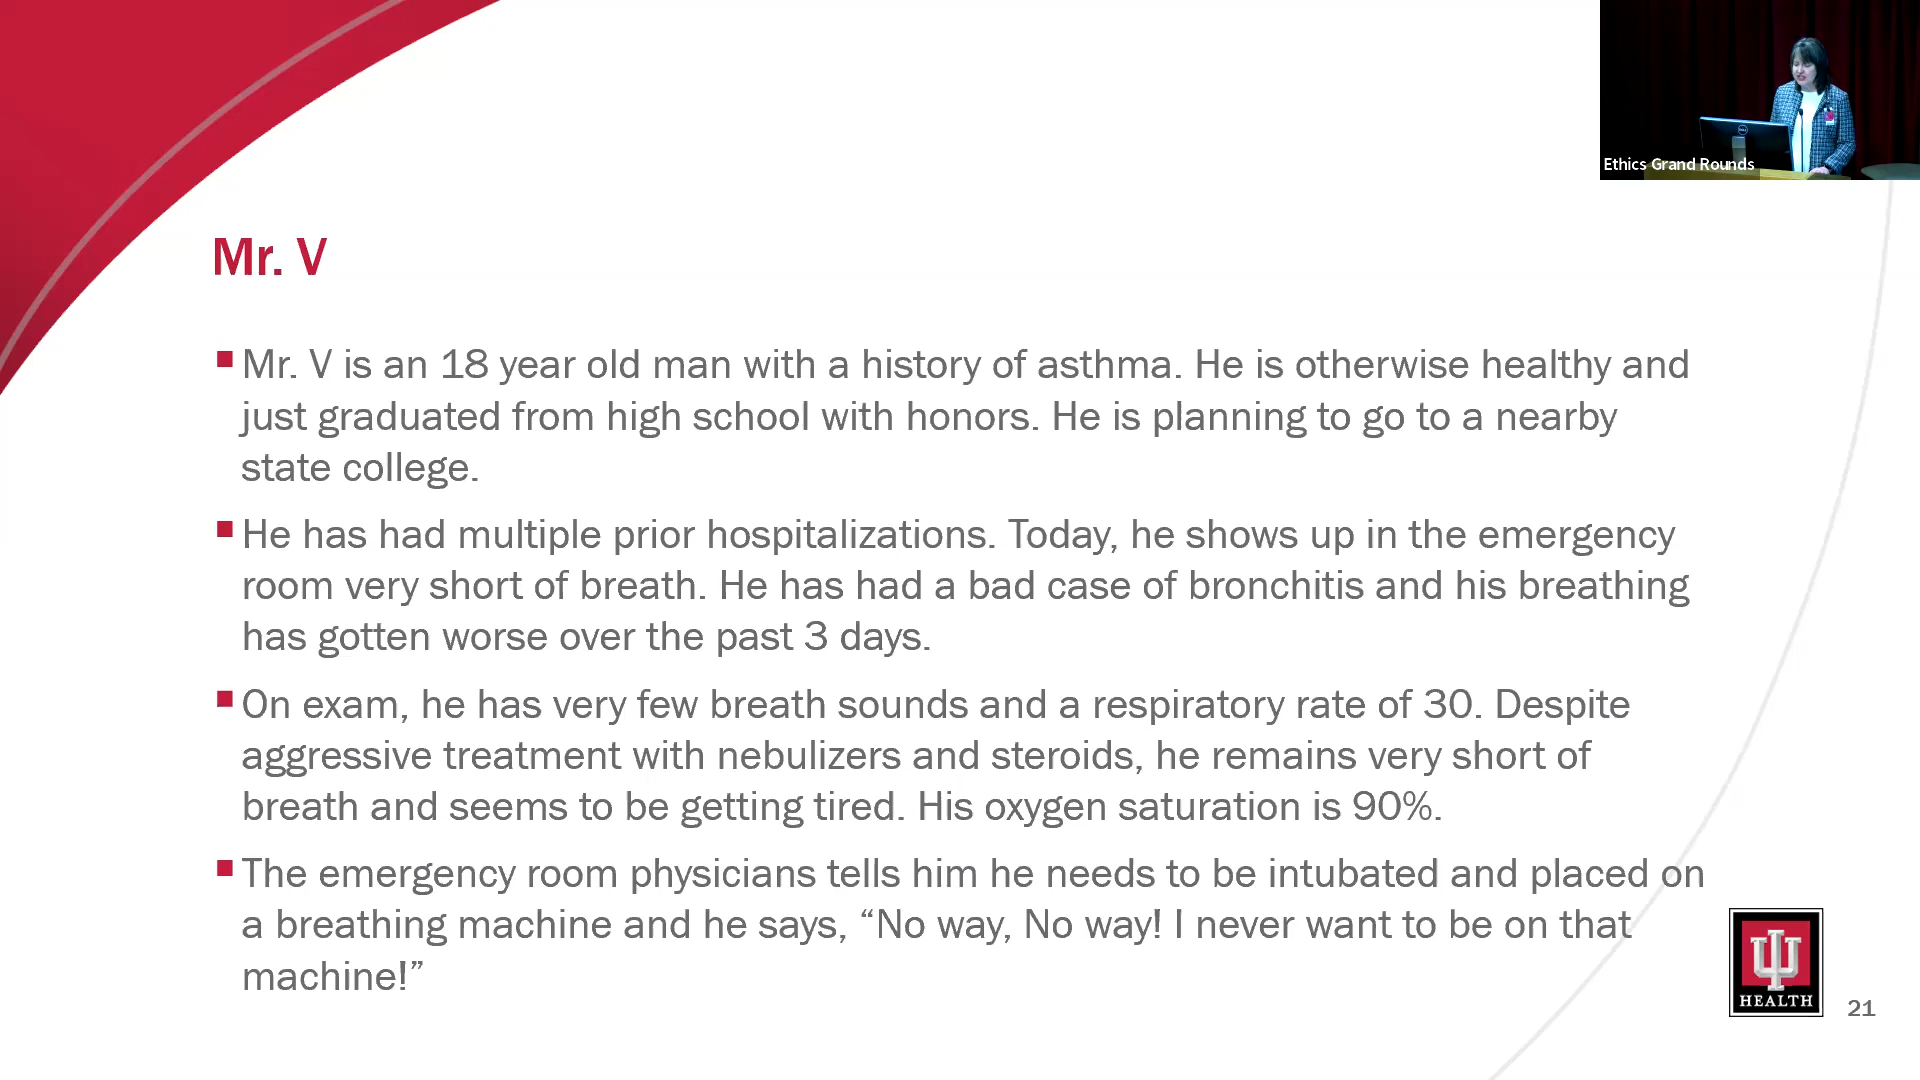 Ethics Grand Rounds
Mr. V
Mr. V is an 18 year old man with a history of asthma. He is otherwise healthy and
just graduated from high school with honors. He is planning to go to a nearby
state college.
He has had multiple prior hospitalizations. Today, he shows up in the emergency
room very short of breath. He has had a bad case of bronchitis and his breathing
has gotten worse over the past 3 days.
On exam, he has very few breath sounds and a respiratory rate of 30. Despite
aggressive treatment with nebulizers and steroids, he remains very short of
breath and seems to be getting tired. His oxygen saturation is 90%.
The emergency room physicians tells him he needs to be intubated and placed on
a breathing machine and he says, “No way, No way! I never want to be on that
machine!”
HEALTH
21